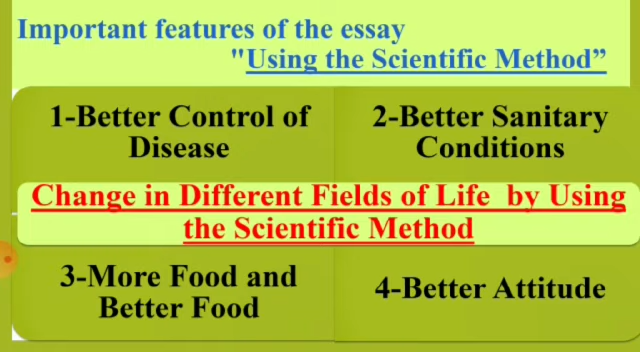 Important features of the essay
"Using the Scientific Method”
1-Better Control of
Disease
2-Better Sanitary
Conditions
Change in Different Fields of Life by Using
the Scientific Method
3-More Food and
Better Food
4-Better Attitude